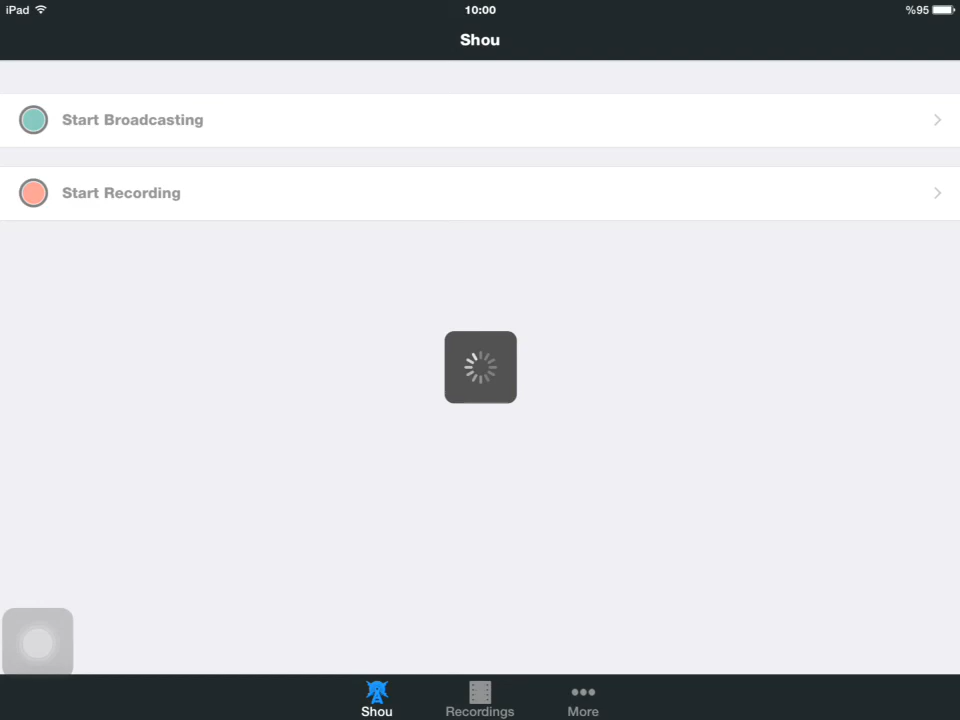 iPad 10:00 %95
Shou
Start Broadcasting
Start Recording
Shou Recordings More